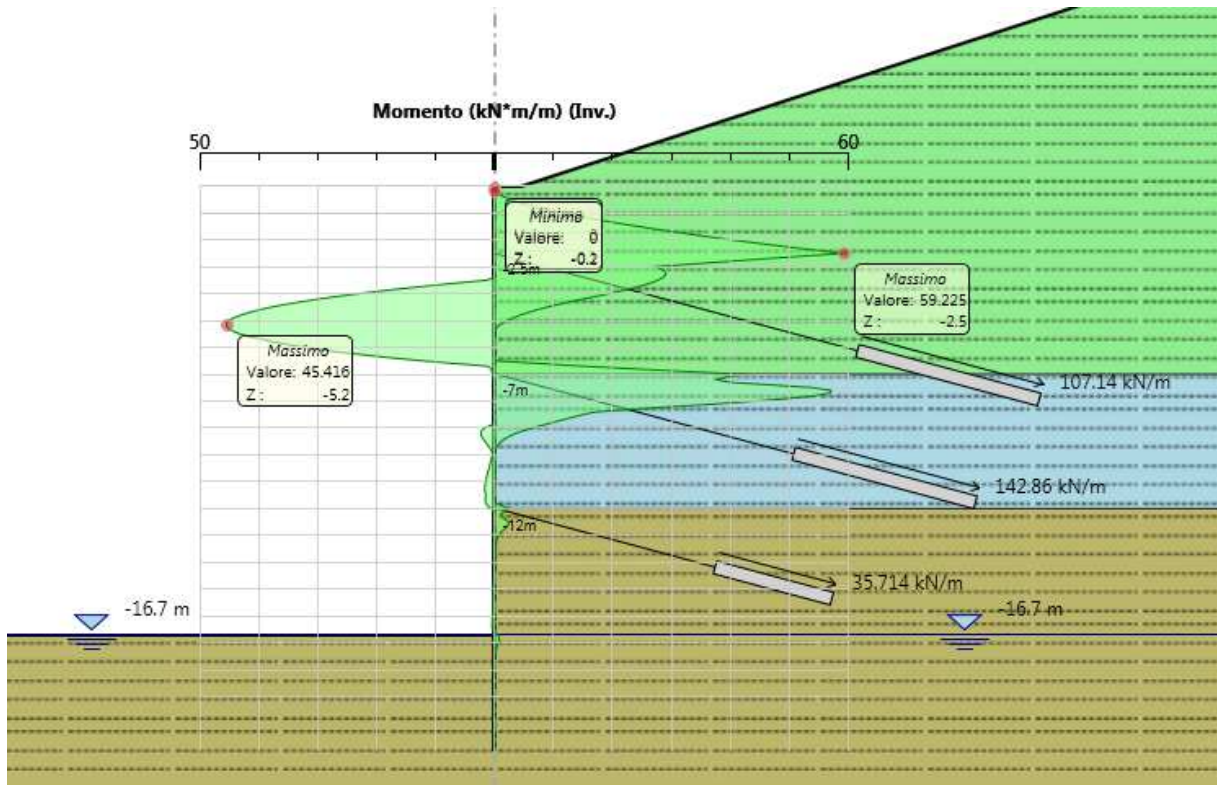 Momento (kN*m/m) (Inv.)
50
60
Minimo
Valore: 0
Z : -0.2
-2.5m
Massimo
Valore: 59.225
Z : -2.5
Massimo
Valore: 45.416
Z : -5.2
107.14 kN/m
-7m
142.86 kN/m
-12m
35.714 kN/m
-16.7 m
-16.7 m